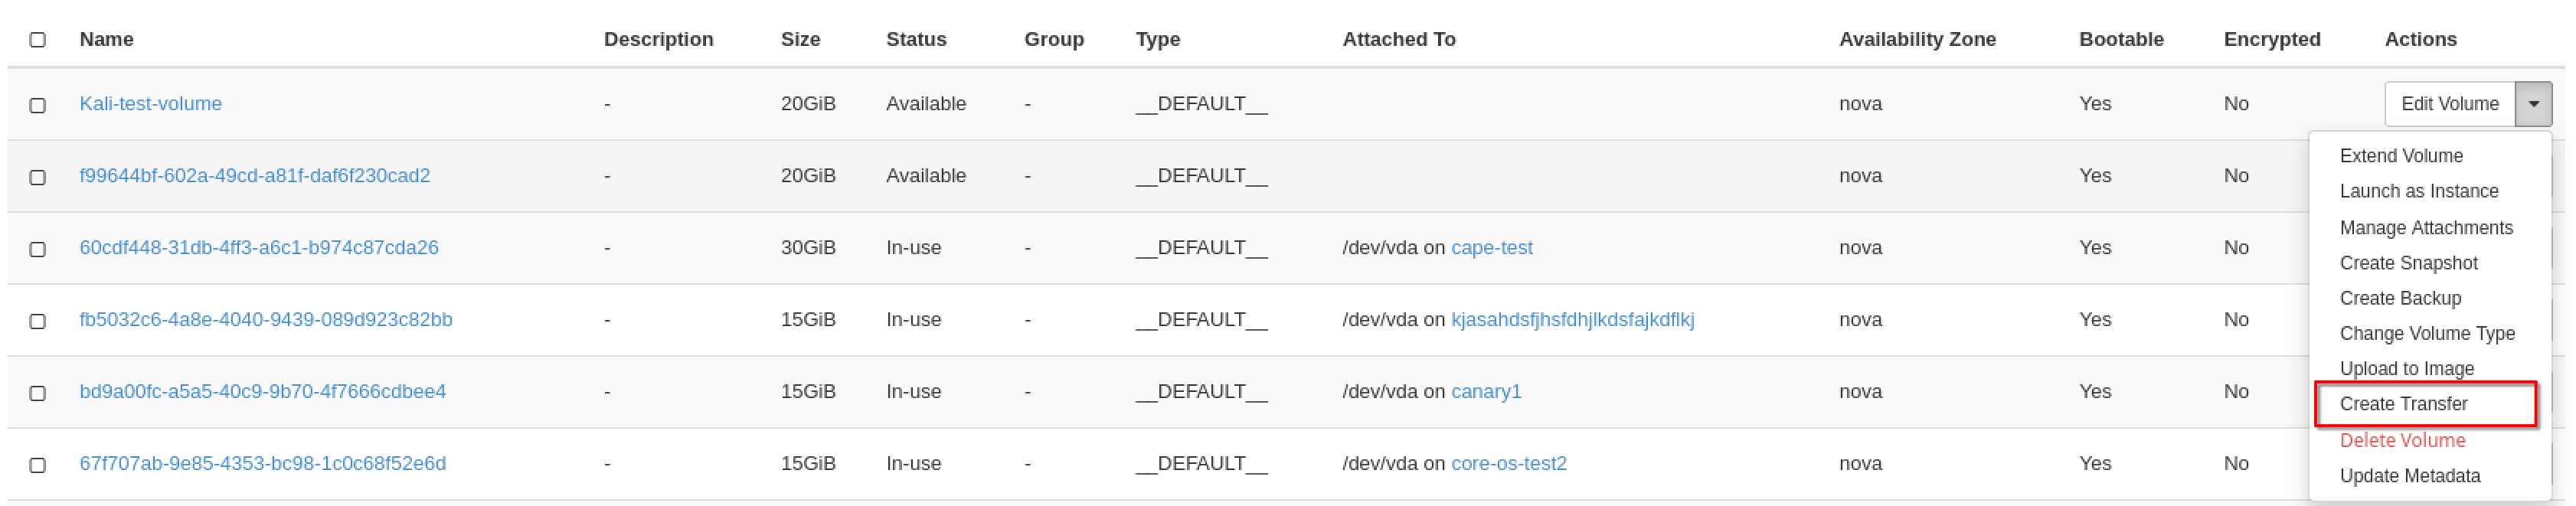 Name Description Size Status Group Type Attached To Availability Zone Bootable Encrypted Actions
Kali-test-volume - 20GiB Available - __DEFAULT__ nova Yes No Edit Volume
f99644bf-602a-49cd-a81f-daf6f230cad2 - 20GiB Available - __DEFAULT__ nova Yes No
60cdf448-31db-4ff3-a6c1-b974c87cda26 - 30GiB In-use - __DEFAULT__ /dev/vda on cape-test nova Yes No
fb5032c6-4a8e-4040-9439-089d923c82bb - 15GiB In-use - __DEFAULT__ /dev/vda on kjasahdsfjhsfdhjlkdsfajkdflkj nova Yes No
bd9a00fc-a5a5-40c9-9b70-4f7666cdbee4 - 15GiB In-use - __DEFAULT__ /dev/vda on canary1 nova Yes No
67f707ab-9e85-4353-bc98-1c0c68f52e6d - 15GiB In-use - __DEFAULT__ /dev/vda on core-os-test2 nova Yes No
Extend Volume
Launch as Instance
Manage Attachments
Create Snapshot
Create Backup
Change Volume Type
Upload to Image
Create Transfer
Delete Volume
Update Metadata